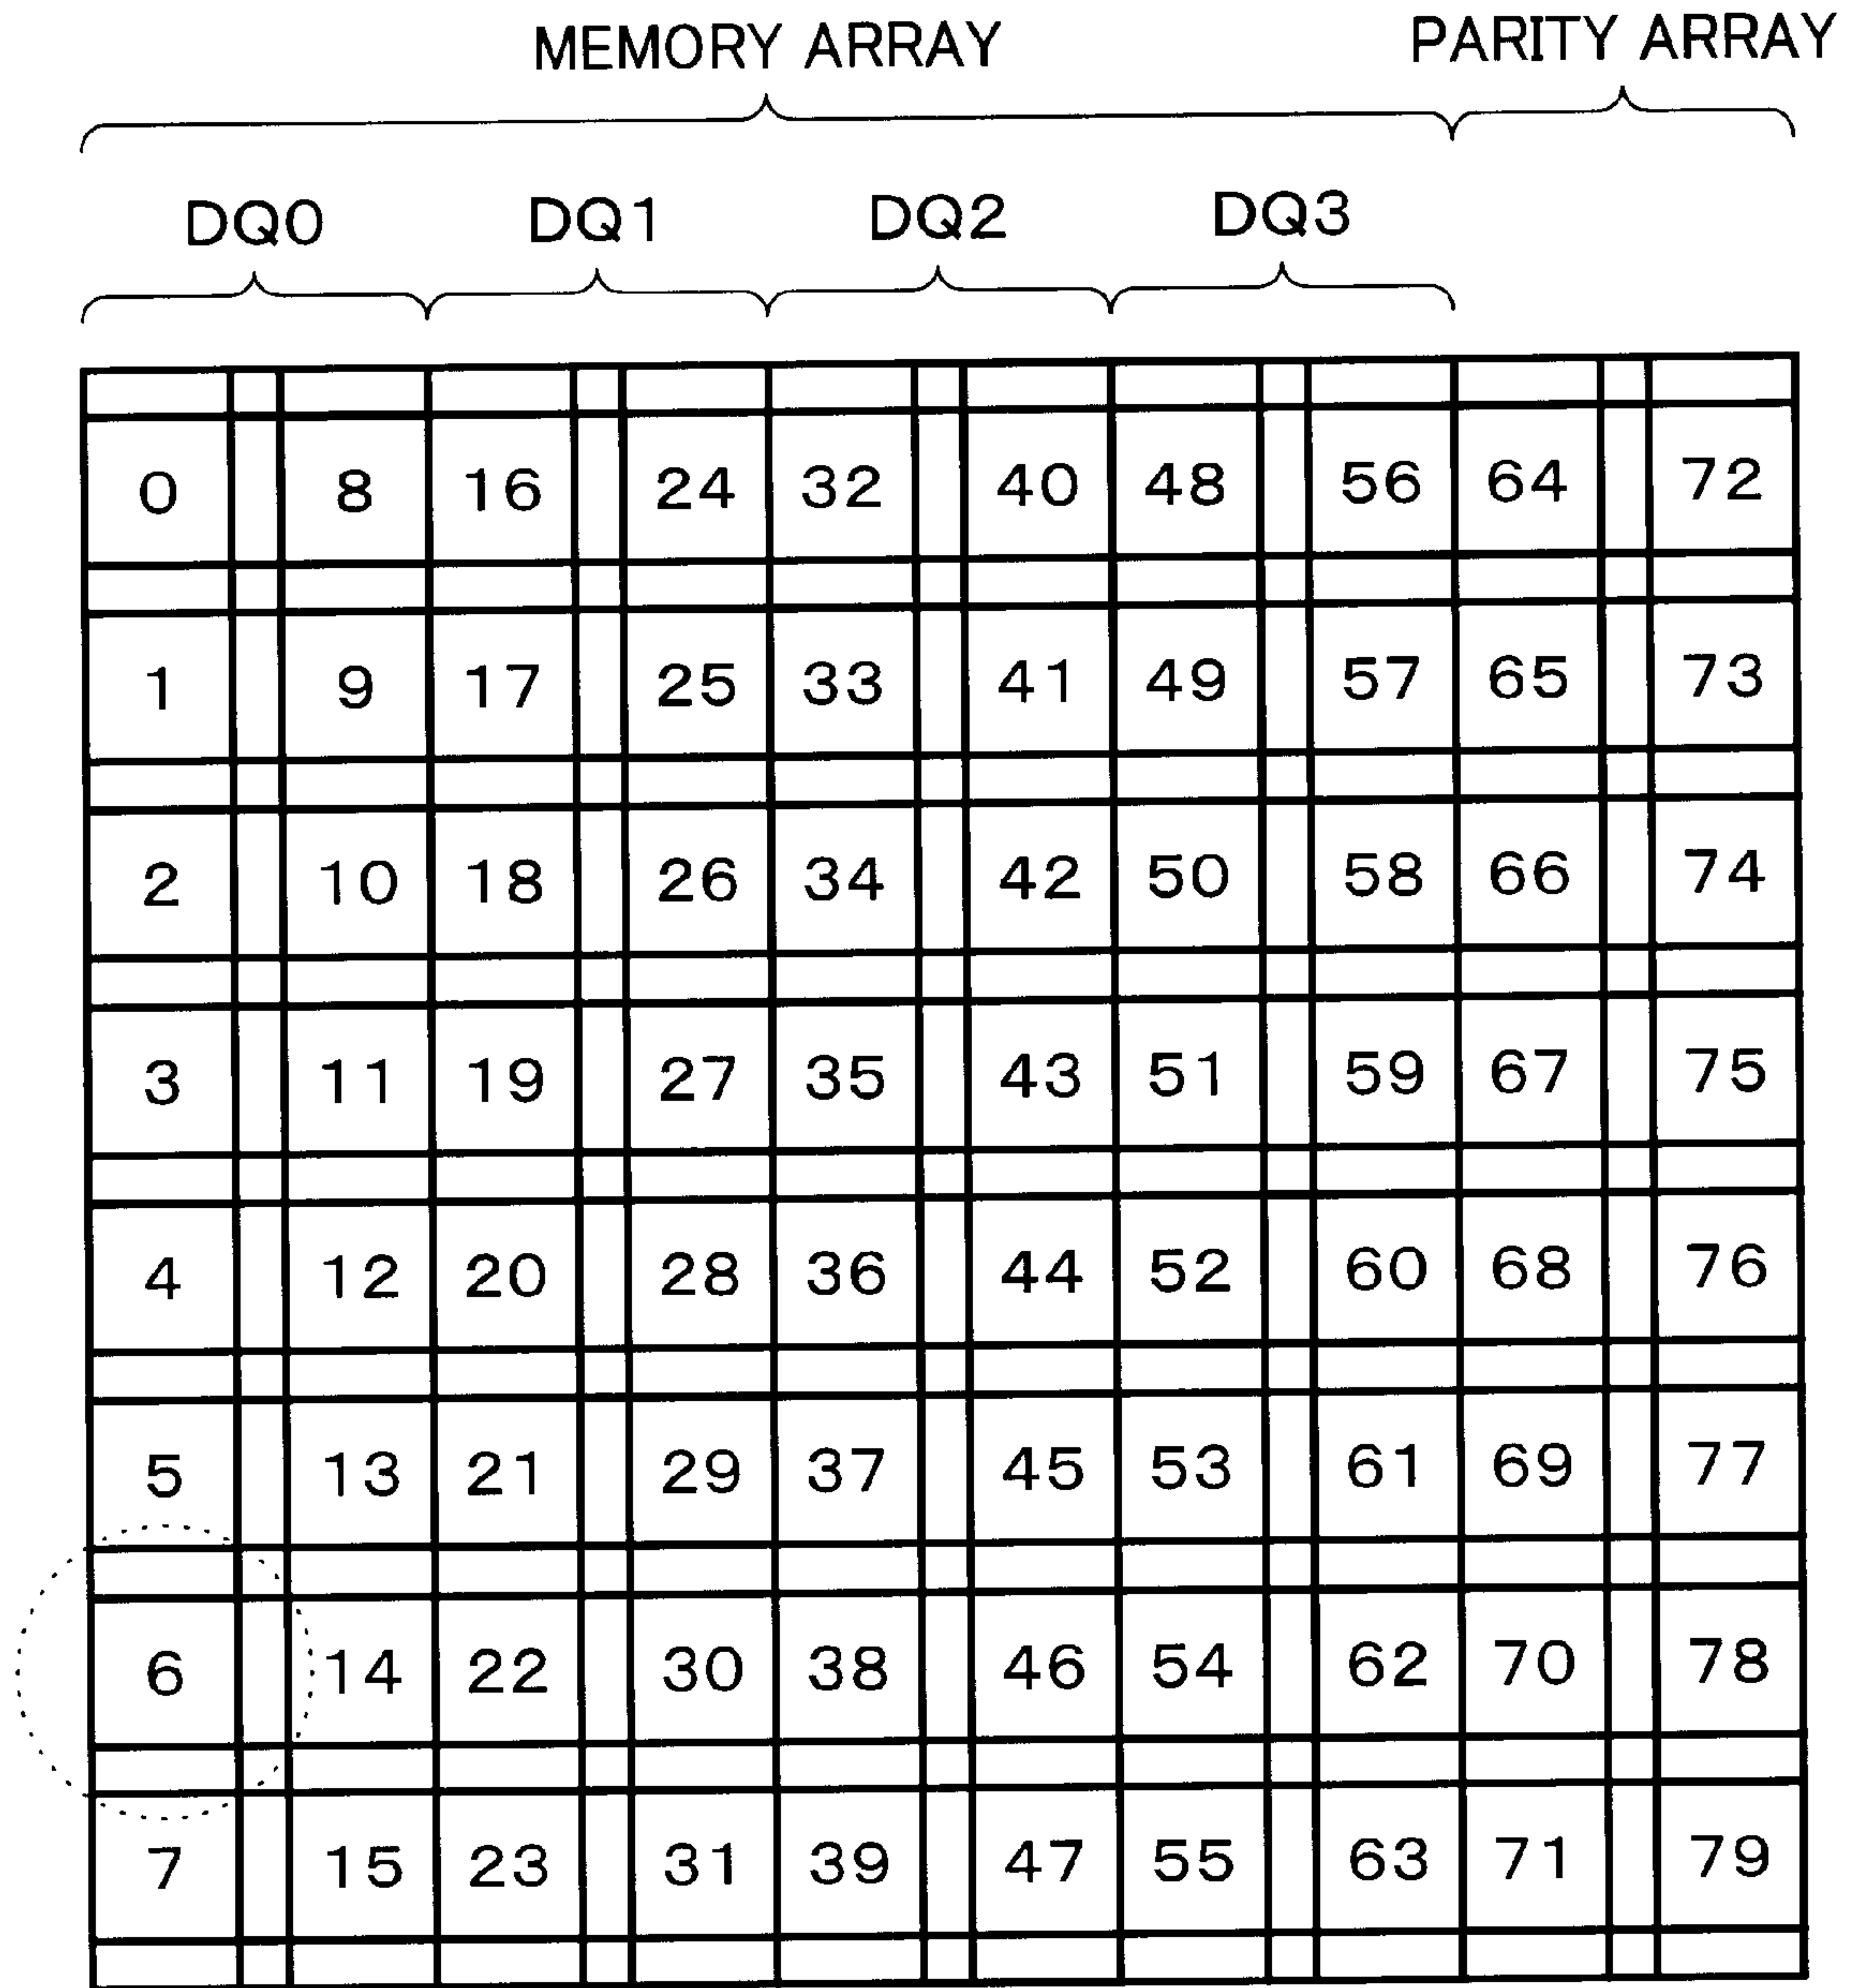 MEMORY ARRAY PARITY ARRAY
DQ0 DQ1 DQ2 DQ3
0 8 16 24 32 40 48 56 64 72
1 9 17 25 33 41 49 57 65 73
2 10 18 26 34 42 50 58 66 74
3 11 19 27 35 43 51 59 67 75
4 12 20 28 36 44 52 60 68 76
5 13 21 29 37 45 53 61 69 77
6 14 22 30 38 46 54 62 70 78
7 15 23 31 39 47 55 63 71 79